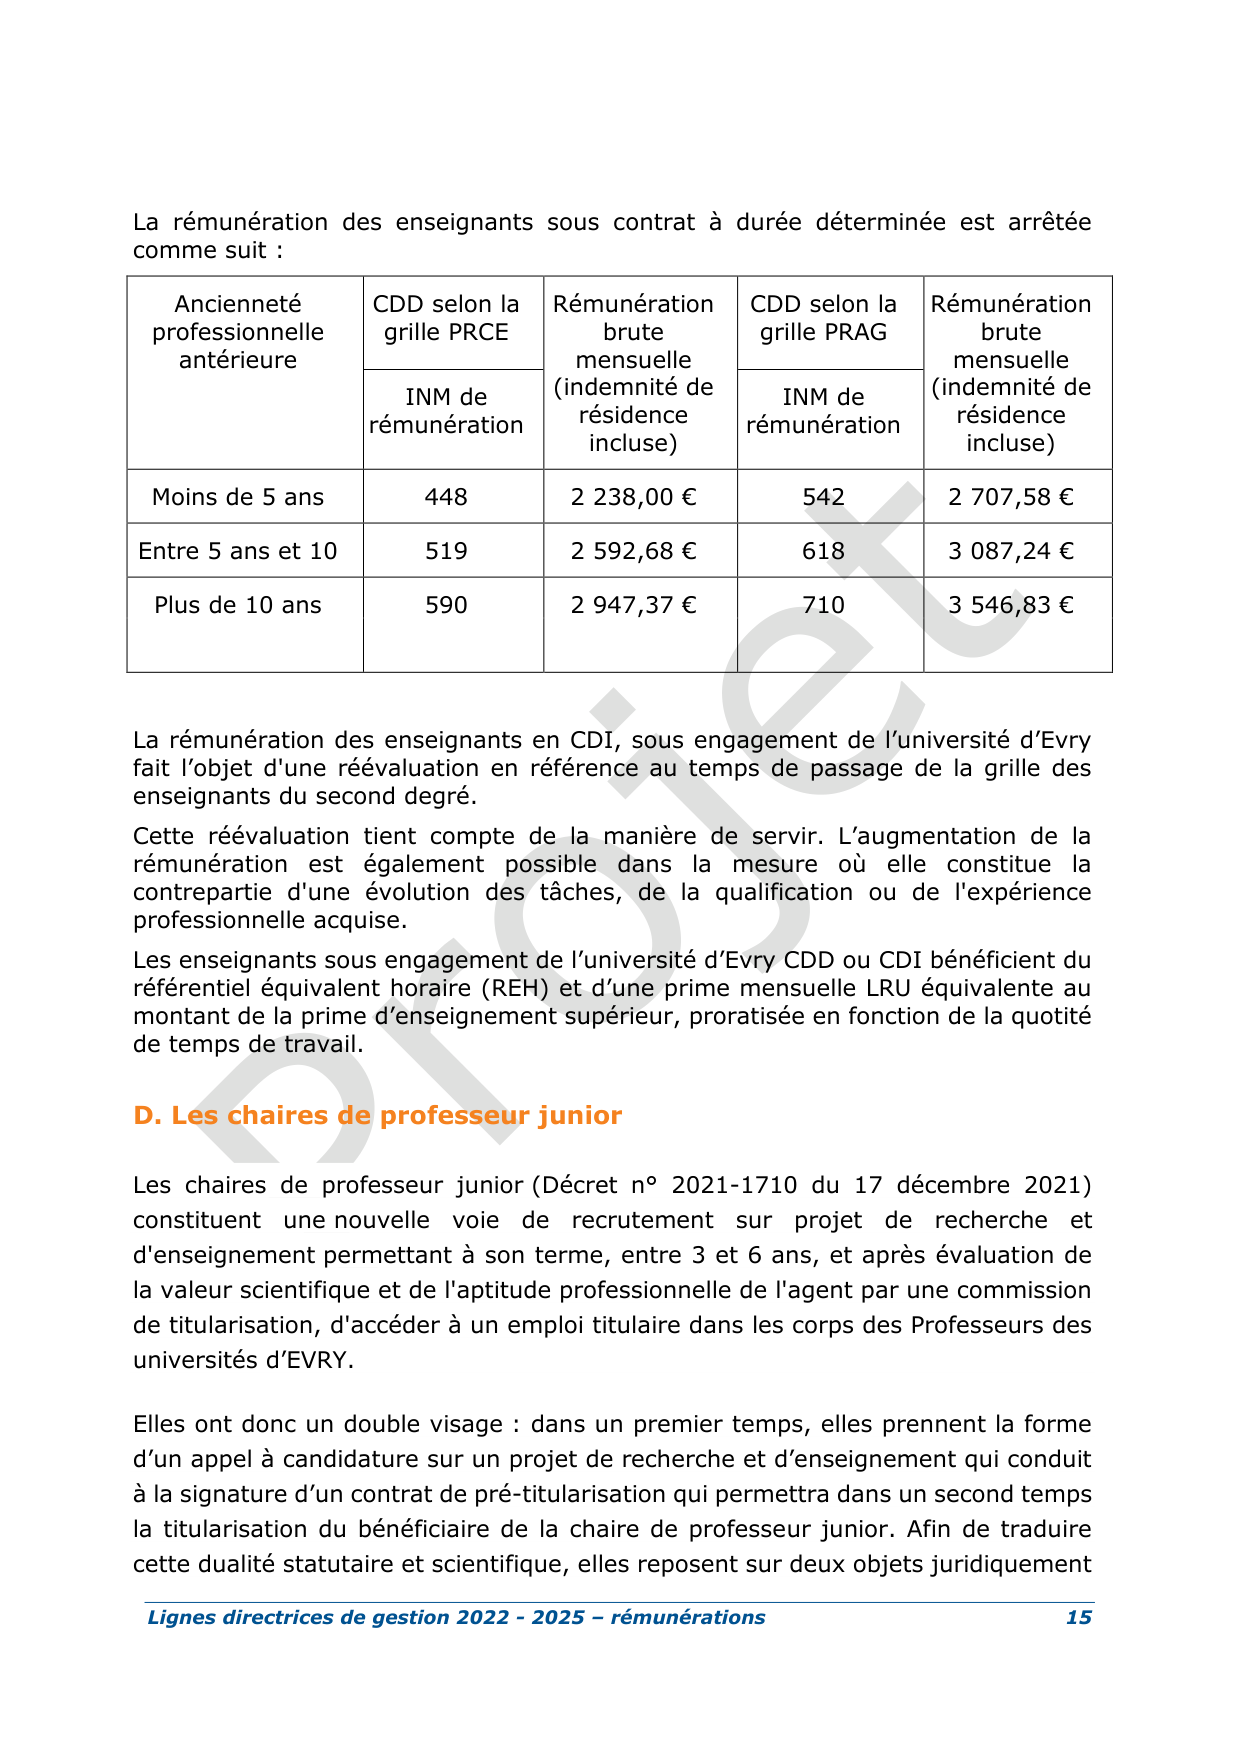 La rémunération des enseignants sous contrat à durée déterminée est arrêtée
comme suit :
Ancienneté
professionnelle
antérieure
CDD selon la
grille PRCE
INM de
rémunération
Rémunération
brute
mensuelle
(indemnité de
résidence
incluse)
CDD selon la
grille PRAG
INM de
rémunération
Rémunération
brute
mensuelle
(indemnité de
résidence
incluse)
Moins de 5 ans 448 2 238,00 € 542 2 707,58 €
Entre 5 ans et 10 519 2 592,68 € 618 3 087,24 €
Plus de 10 ans 590 2 947,37 € 710 3 546,83 €
La rémunération des enseignants en CDI, sous engagement de l’université d’Evry
fait l’objet d'une réévaluation en référence au temps de passage de la grille des
enseignants du second degré.
Cette réévaluation tient compte de la manière de servir. L’augmentation de la
rémunération est également possible dans la mesure où elle constitue la
contrepartie d'une évolution des tâches, de la qualification ou de l'expérience
professionnelle acquise.
Les enseignants sous engagement de l’université d’Evry CDD ou CDI bénéficient du
référentiel équivalent horaire (REH) et d’une prime mensuelle LRU équivalente au
montant de la prime d’enseignement supérieur, proratisée en fonction de la quotité
de temps de travail.
D. Les chaires de professeur junior
Les chaires de professeur junior (Décret n° 2021-1710 du 17 décembre 2021)
constituent une nouvelle voie de recrutement sur projet de recherche et
d'enseignement permettant à son terme, entre 3 et 6 ans, et après évaluation de
la valeur scientifique et de l'aptitude professionnelle de l'agent par une commission
de titularisation, d'accéder à un emploi titulaire dans les corps des Professeurs des
universités d’EVRY.
Elles ont donc un double visage : dans un premier temps, elles prennent la forme
d’un appel à candidature sur un projet de recherche et d’enseignement qui conduit
à la signature d’un contrat de pré-titularisation qui permettra dans un second temps
la titularisation du bénéficiaire de la chaire de professeur junior. Afin de traduire
cette dualité statutaire et scientifique, elles reposent sur deux objets juridiquement
Lignes directrices de gestion 2022 - 2025 – rémunérations 15
Projet